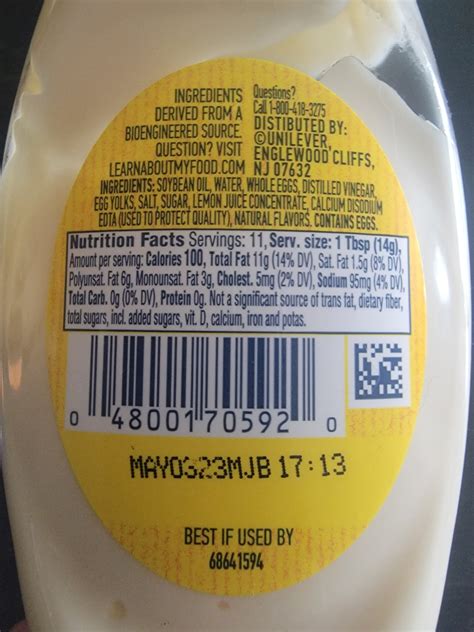 INGREDIENTS
DERIVED FROM A
BIOENGINEERED SOURCE.
QUESTION? VISIT
LEARNABOUTMYFOOD.COM
Questions?
Call 1-800-418-3275
DISTIBUTED BY:
©UNILEVER,
ENGLEWOOD CLIFFS,
NJ 07632
INGREDIENTS: SOYBEAN OIL, WATER, WHOLE EGGS, DISTILLED VINEGAR,
EGG YOLKS, SALT, SUGAR, LEMON JUICE CONCENTRATE, CALCIUM DISODIUM
EDTA (USED TO PROTECT QUALITY), NATURAL FLAVORS. CONTAINS EGGS.
Nutrition Facts Servings: 11, Serv. size: 1 Tbsp (14g),
Amount per serving: Calories 100, Total Fat 11g (14% DV), Sat. Fat 1.5g (8% DV),
Polyunsat. Fat 6g, Monounsat. Fat 3g, Cholest. 5mg (2% DV), Sodium 95mg (4% DV),
Total Carb. 0g (0% DV), Protein 0g. Not a significant source of trans fat, dietary fiber,
total sugars, incl. added sugars, vit. D, calcium, iron and potas.
0 48001 70592 0
MAY0323MJB 17:13
BEST IF USED BY
68641594